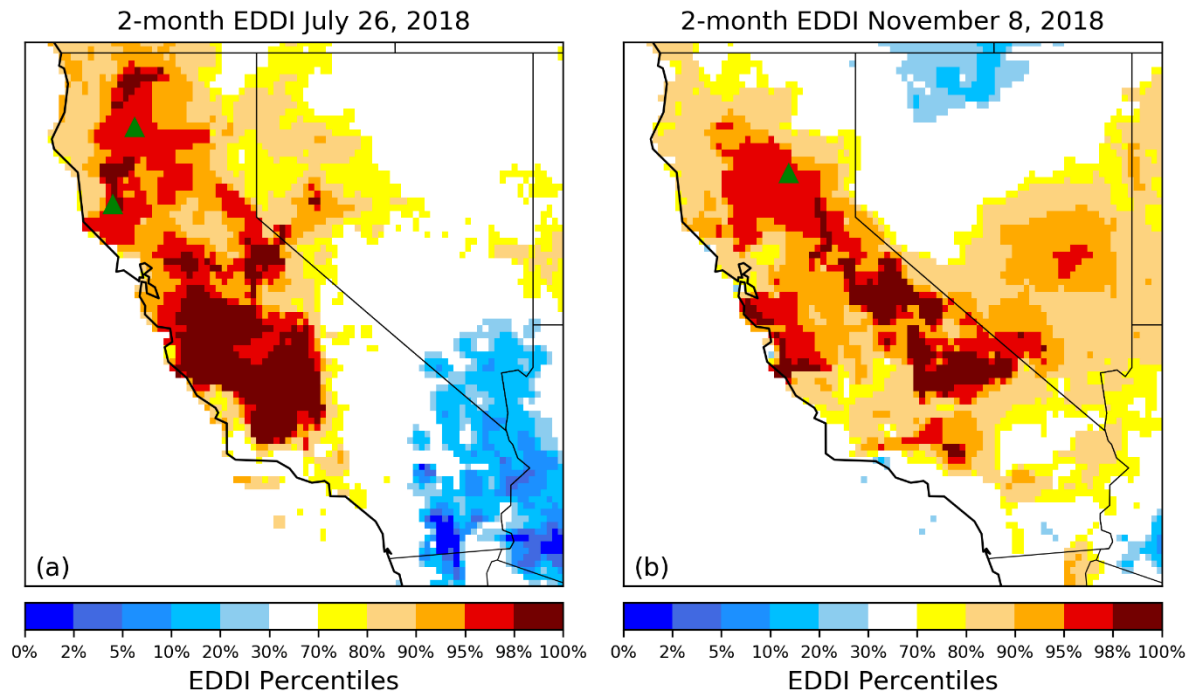 2-month EDDI July 26, 2018
(a)
0% 2% 5% 10% 20% 30% 70% 80% 90% 95% 98% 100%
EDDI Percentiles
2-month EDDI November 8, 2018
(b)
0% 2% 5% 10% 20% 30% 70% 80% 90% 95% 98% 100%
EDDI Percentiles